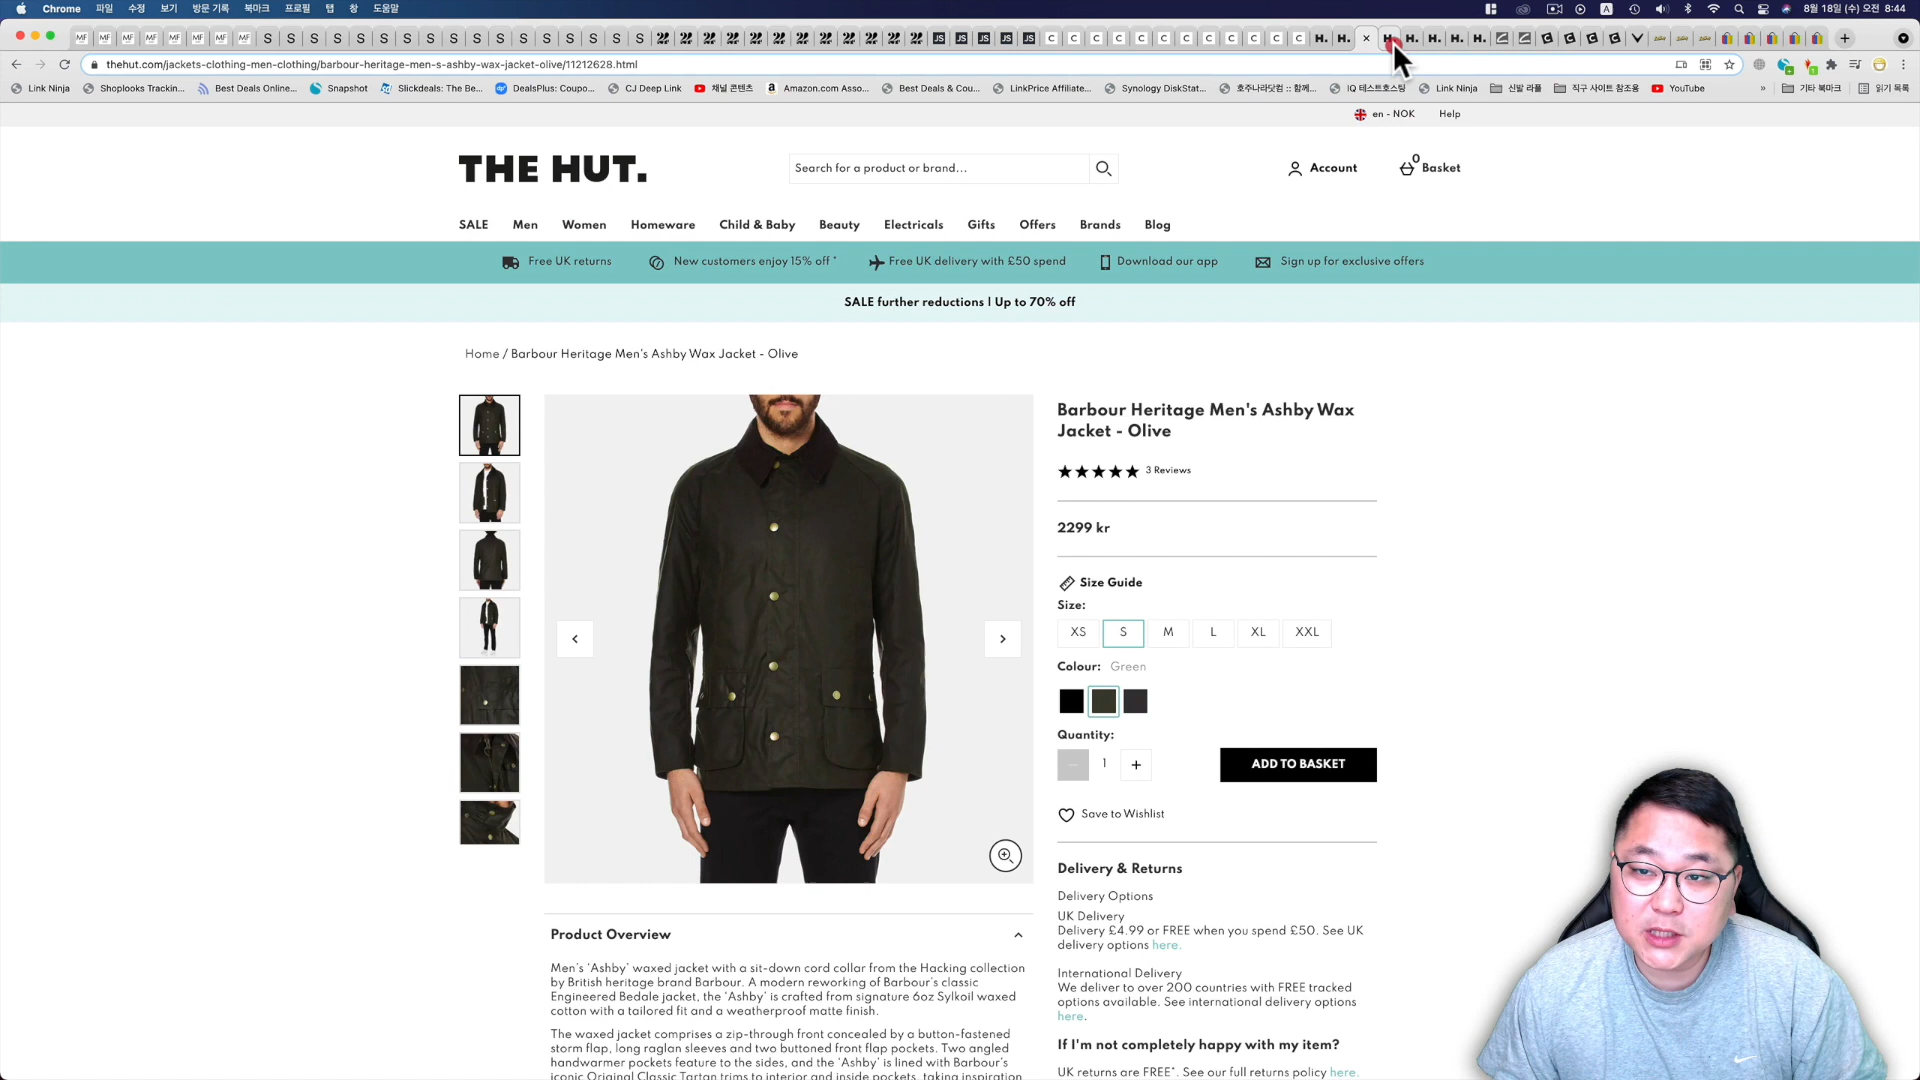 Chrome 파일 수정 보기 방문 기록 북마크 프로필 탭 창 도움말 8월 18일 (수) 오전 8:44
thehut.com/jackets-clothing-men-clothing/barbour-heritage-men-s-ashby-wax-jacket-olive/11212628.html
Link Ninja Shoplooks Trackin... Best Deals Online... Snapshot Slickdeals: The Be... DealsPlus: Coupo... CJ Deep Link 채널 콘텐츠 Amazon.com Asso... Best Deals & Cou... LinkPrice Affiliate... Synology DiskStat... 호주나라닷컴 :: 함께... IQ 테스트호스팅 Link Ninja 신발 라플 직구 사이트 참조용 YouTube » 기타 북마크 읽기 목록
en - NOK Help
THE HUT.
Search for a product or brand...
Account
0
Basket
SALE Men Women Homeware Child & Baby Beauty Electricals Gifts Offers Brands Blog
Free UK returns New customers enjoy 15% off * Free UK delivery with £50 spend Download our app Sign up for exclusive offers
SALE further reductions | Up to 70% off
Home / Barbour Heritage Men's Ashby Wax Jacket - Olive
Barbour Heritage Men's Ashby Wax
Jacket - Olive
3 Reviews
2299 kr
Size Guide
Size:
XS S M L XL XXL
Colour: Green
Quantity:
1 +
ADD TO BASKET
Save to Wishlist
Delivery & Returns
Delivery Options
UK Delivery
Delivery £4.99 or FREE when you spend £50. See UK
delivery options here.
International Delivery
We deliver to over 200 countries with FREE tracked
options available. See international delivery options
here.
If I'm not completely happy with my item?
UK returns are FREE*. See our full returns policy here.
Product Overview
Men's 'Ashby' waxed jacket with a sit-down cord collar from the Hacking collection
by British heritage brand Barbour. A modern reworking of Barbour's classic
Engineered Bedale jacket, the 'Ashby' is crafted from signature 6oz Sylkoil waxed
cotton with a tailored fit and a weatherproof matte finish.
The waxed jacket comprises a zip-through front concealed by a button-fastened
storm flap, long raglan sleeves and two buttoned front flap pockets. Two angled
handwarmer pockets feature to the sides, and the 'Ashby' is lined with Barbour's
iconic Original Classic Tartan trims to interior and inside pockets, taking inspiration